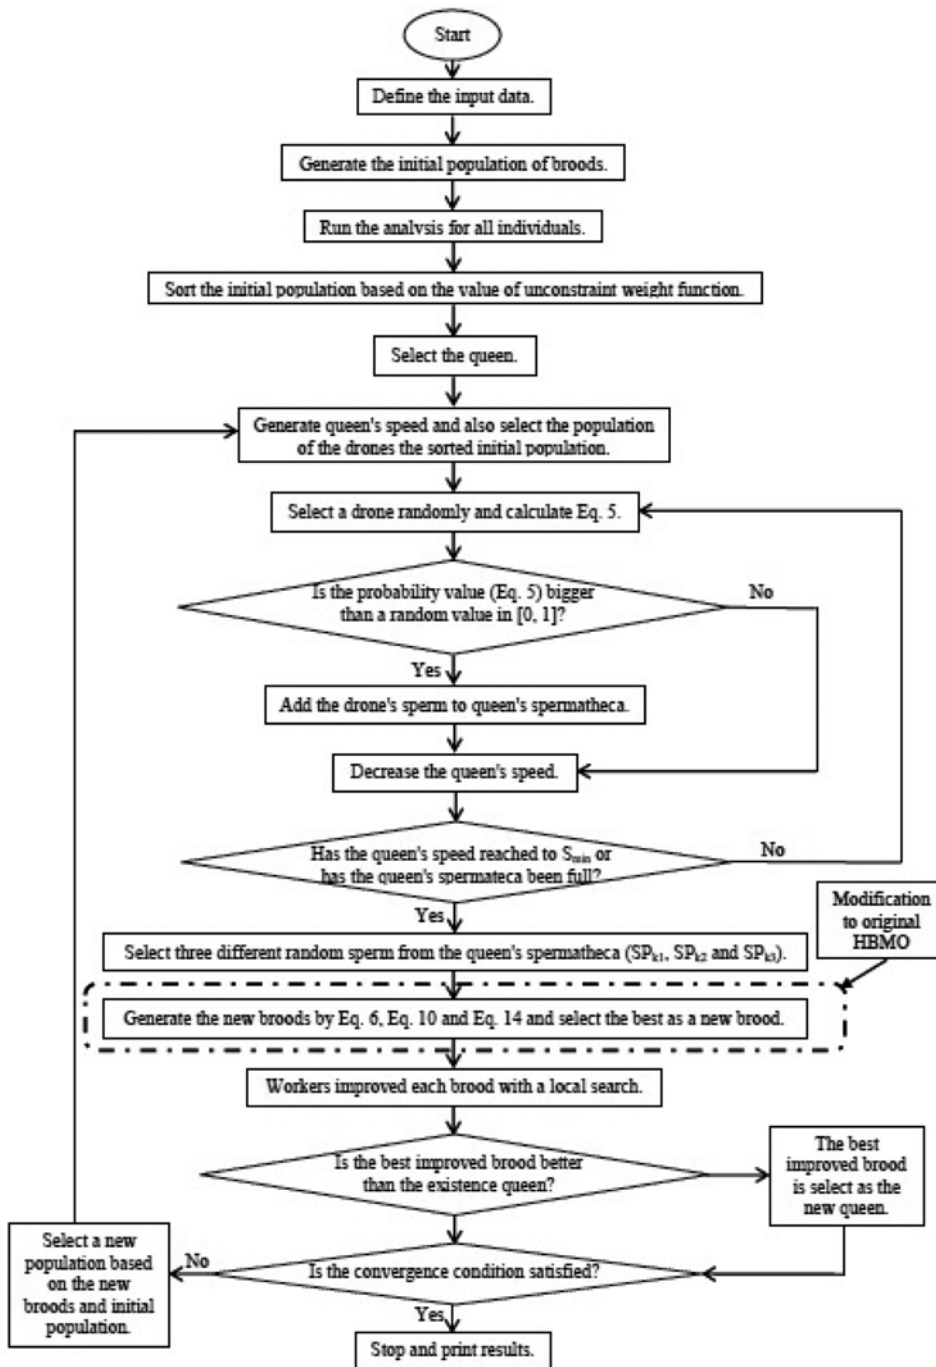 Start
Define the input data.
Generate the initial population of broods.
Run the analysis for all individuals.
Sort the initial population based on the value of unconstraint weight function.
Select the queen.
Generate queen's speed and also select the population
of the drones the sorted initial population.
Select a drone randomly and calculate Eq. 5.
Is the probability value (Eq. 5) bigger
than a random value in [0, 1]?
No
Yes
Add the drone's sperm to queen's spermatheca.
Decrease the queen's speed.
Has the queen's speed reached to Smin or
has the queen's spermateca been full?
No
Yes
Modification
to original
HBMO
Select three different random sperm from the queen's spermatheca (SPk1, SPk2 and SPk3).
Generate the new broods by Eq. 6, Eq. 10 and Eq. 14 and select the best as a new brood.
Workers improved each brood with a local search.
Is the best improved brood better
than the existence queen?
The best
improved brood
is select as the
new queen.
Select a new
population based
on the new
broods and initial
population.
No
Is the convergence condition satisfied?
Yes
Stop and print results.